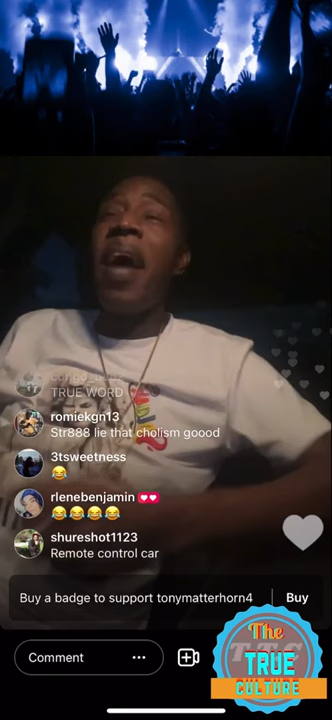 TRUE WORD
romiekgn13
Str888 lie that cholism goood
3tsweetness
😂
rlenebenjamin
😂😂😂😂
shureshot1123
Remote control car
Buy a badge to support tonymatterhorn4
Buy
Comment
The
TRUE
CULTURE